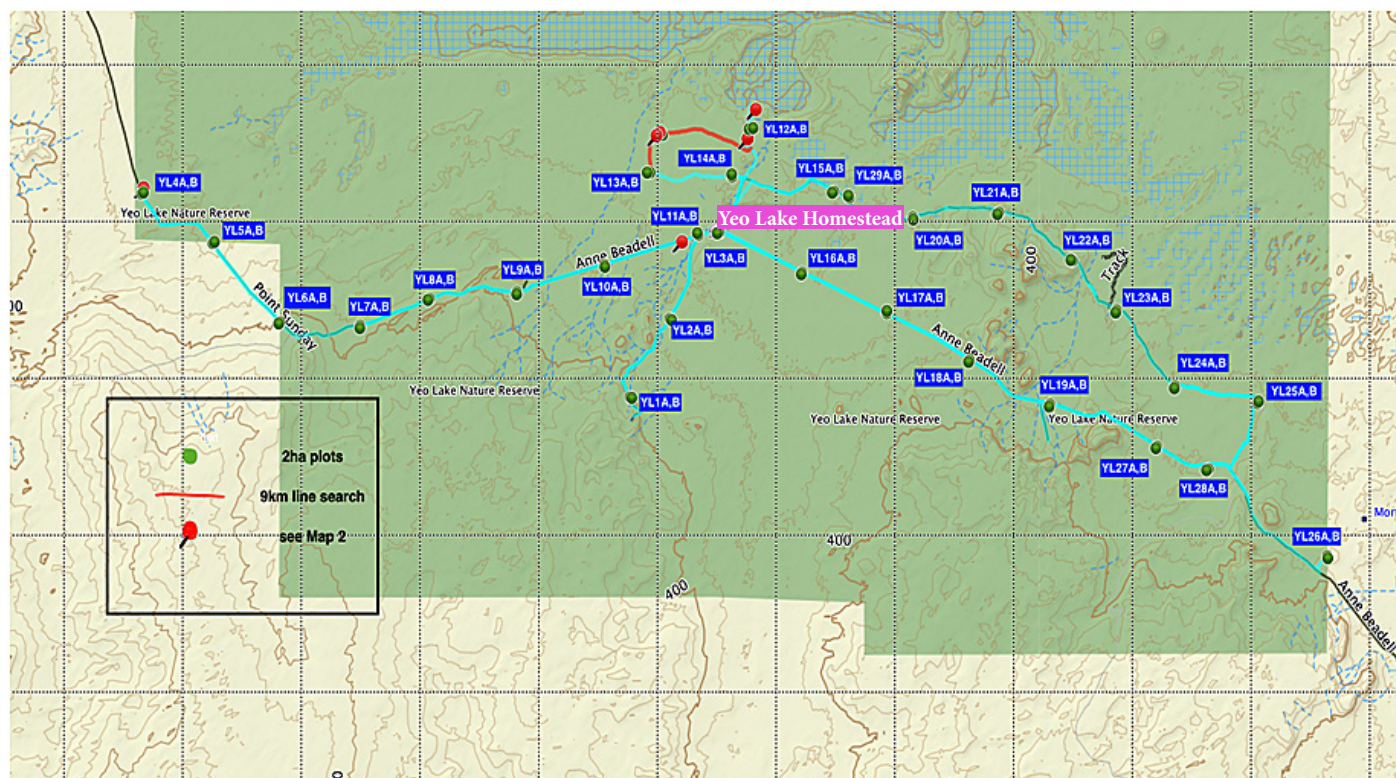 YL12A,B
YL14A,B
YL15A,B
YL4A,B
YL13A,B
YL29A,B
YL21A,B
Yeo Lake Nature Reserve
YL11A,B
Yeo Lake Homestead
YL5A,B
YL20A,B
YL22A,B
Anne Beadell
YL3A,B
YL16A,B
400
Track
YL9A,B
YL8A,B
YL10A,B
YL6A,B
Point Sunday
YL7A,B
YL17A,B
YL23A,B
00
YL2A,B
Anne Beadell
YL18A,B
YL24A,B
YL19A,B
YL25A,B
Yeo Lake Nature Reserve
YL1A,B
Yeo Lake Nature Reserve
Yeo Lake Nature Reserve
2ha plots
YL27A,B
YL28A,B
9km line search
Mon
see Map 2
400
YL26A,B
400
Anne Beadell
0